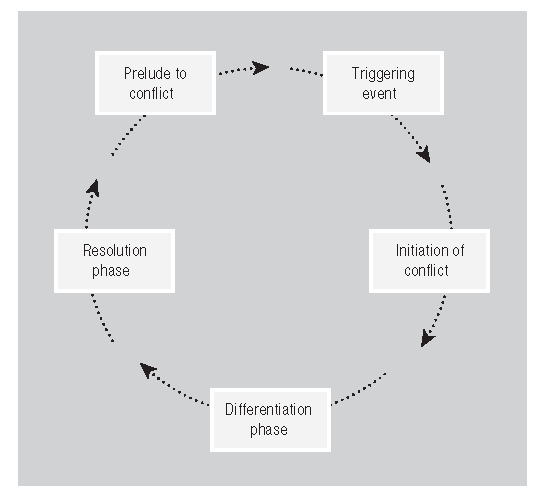 Prelude to
conflict
Triggering
event
Initiation of
conflict
Differentiation
phase
Resolution
phase